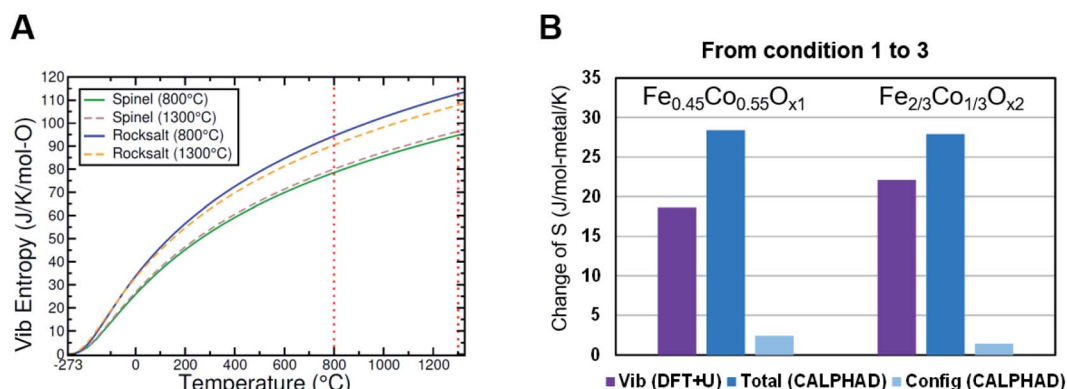 A
Vib Entropy (J/K/mol-O)
120
110
100
90
80
70
60
50
40
30
20
10
0
Spinel (800°C)
Spinel (1300°C)
Rocksalt (800°C)
Rocksalt (1300°C)
-273 0 200 400 600 800 1000 1200
Temperature (°C)
B
From condition 1 to 3
Change of S (J/mol-metal/K)
35
30
25
20
15
10
5
0
Fe0.45Co0.55Ox1 Fe2/3Co1/3Ox2
Vib (DFT+U) Total (CALPHAD) Config (CALPHAD)